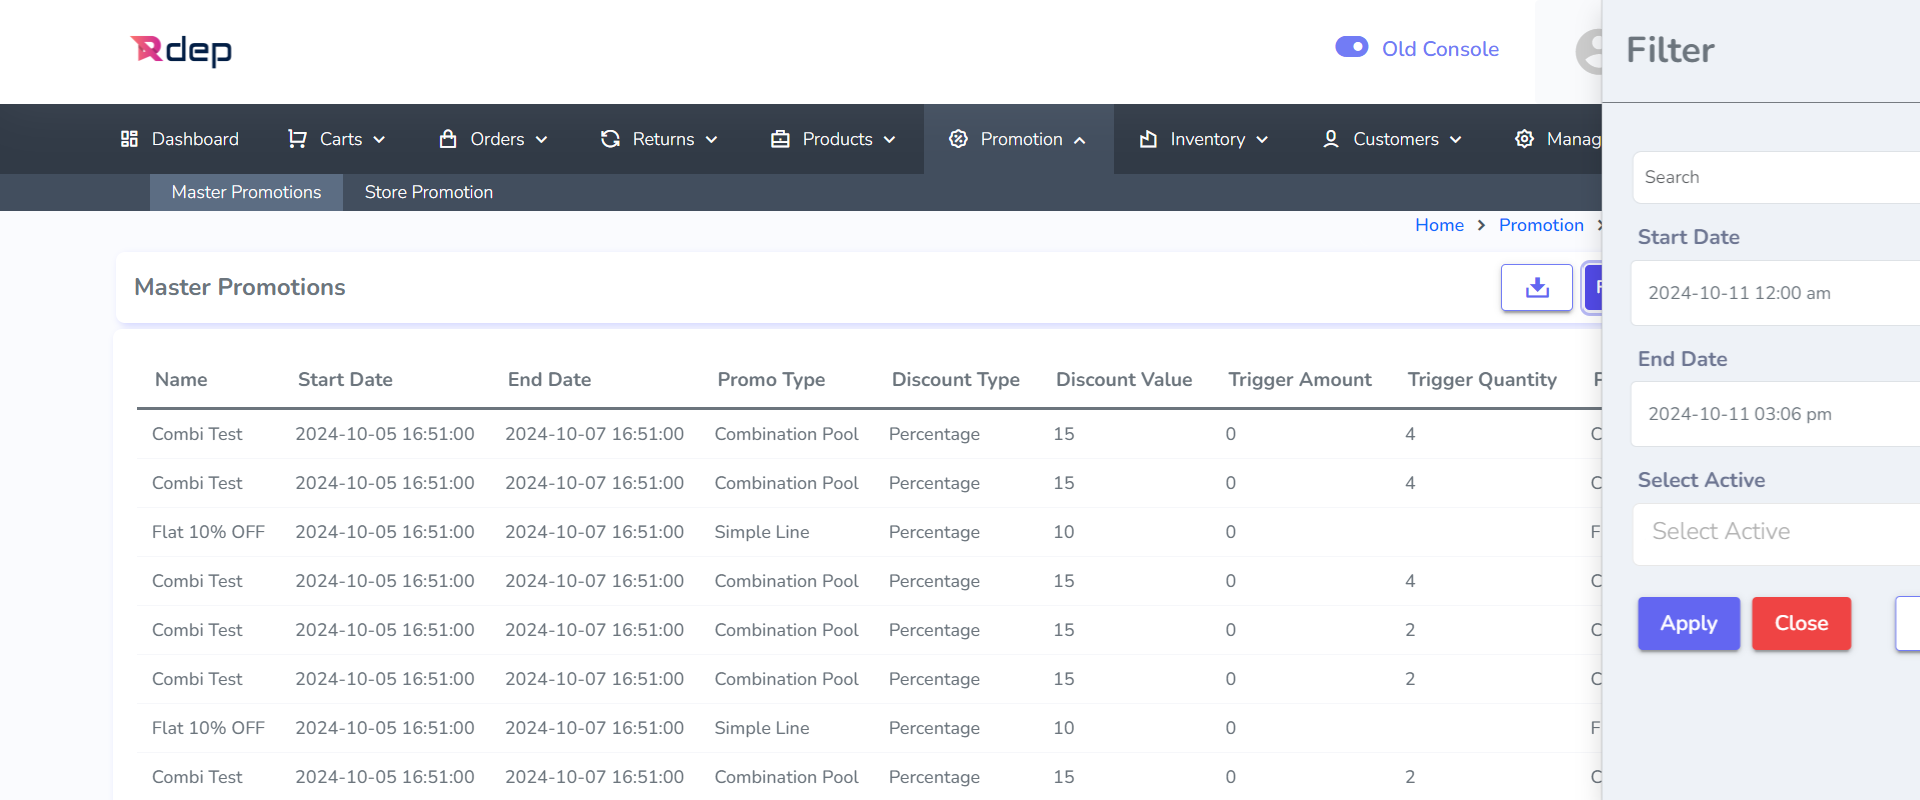 Rdep
Old Console
Filter
Dashboard Carts Orders Returns Products Promotion Inventory Customers Manag
Master Promotions Store Promotion
Home > Promotion >
Master Promotions
Search
Start Date
2024-10-11 12:00 am
End Date
2024-10-11 03:06 pm
Select Active
Select Active
Apply Close
Name Start Date End Date Promo Type Discount Type Discount Value Trigger Amount Trigger Quantity
Combi Test 2024-10-05 16:51:00 2024-10-07 16:51:00 Combination Pool Percentage 15 0 4
Combi Test 2024-10-05 16:51:00 2024-10-07 16:51:00 Combination Pool Percentage 15 0 4
Flat 10% OFF 2024-10-05 16:51:00 2024-10-07 16:51:00 Simple Line Percentage 10 0
Combi Test 2024-10-05 16:51:00 2024-10-07 16:51:00 Combination Pool Percentage 15 0 4
Combi Test 2024-10-05 16:51:00 2024-10-07 16:51:00 Combination Pool Percentage 15 0 2
Combi Test 2024-10-05 16:51:00 2024-10-07 16:51:00 Combination Pool Percentage 15 0 2
Flat 10% OFF 2024-10-05 16:51:00 2024-10-07 16:51:00 Simple Line Percentage 10 0
Combi Test 2024-10-05 16:51:00 2024-10-07 16:51:00 Combination Pool Percentage 15 0 2